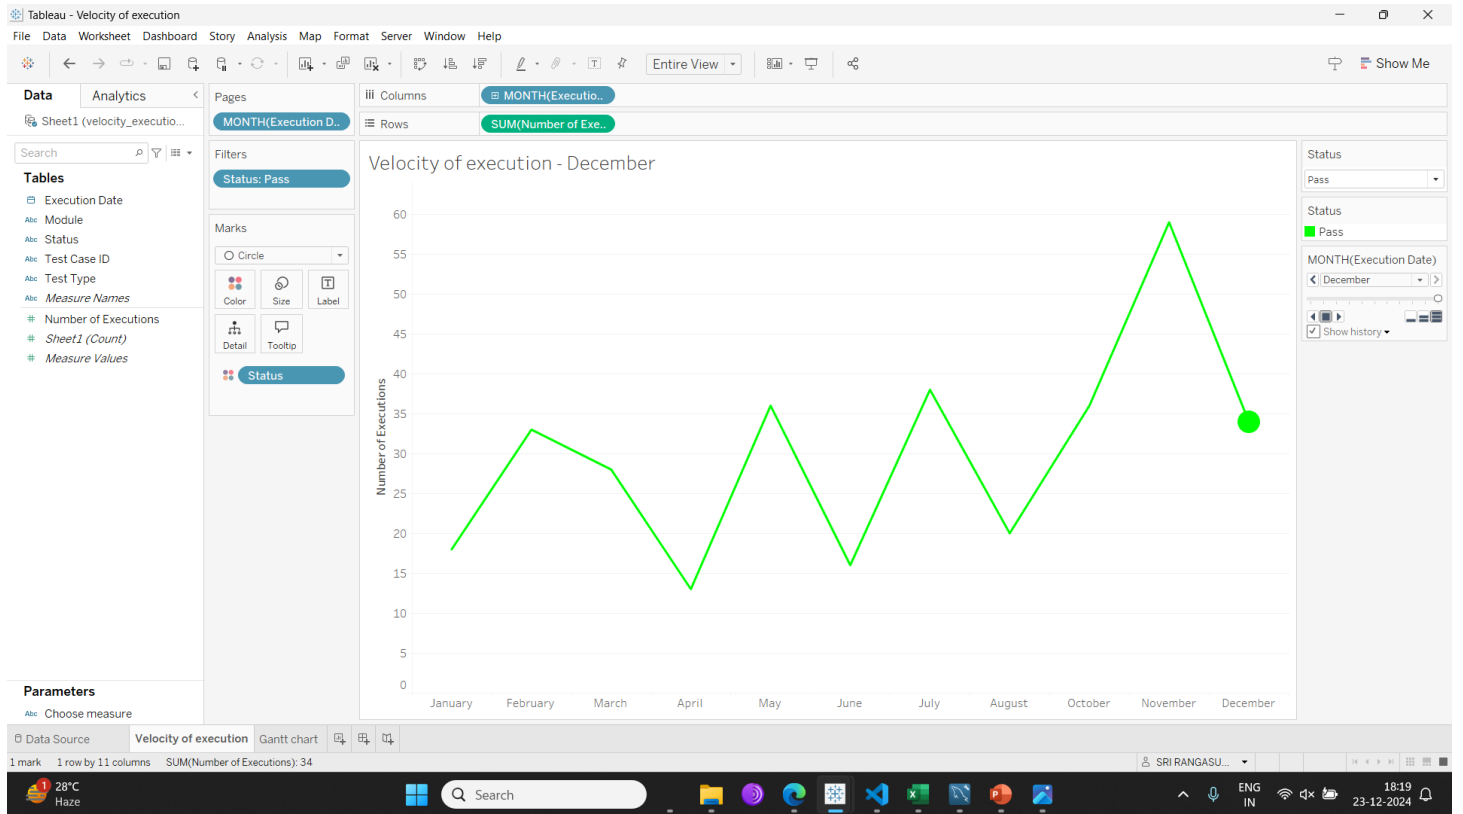 Tableau - Velocity of execution
File Data Worksheet Dashboard Story Analysis Map Format Server Window Help
Entire View
Show Me
Data Analytics
Sheet1 (velocity_executio...
Search
Tables
Execution Date
Abc Module
Abc Status
Abc Test Case ID
Abc Test Type
Abc Measure Names
# Number of Executions
# Sheet1 (Count)
# Measure Values
Parameters
Abc Choose measure
Pages
MONTH(Execution D..
Filters
Status: Pass
Marks
Circle
Color Size Label
Detail Tooltip
Status
Columns MONTH(Executio..
Rows SUM(Number of Exe..
Velocity of execution - December
Number of Executions
60
55
50
45
40
35
30
25
20
15
10
5
0
January February March April May June July August October November December
Status
Pass
Status
Pass
MONTH(Execution Date)
December
Show history
Data Source Velocity of execution Gantt chart
1 mark 1 row by 11 columns SUM(Number of Executions): 34
SRI RANGASU...
1
28°C
Haze
Search
ENG
IN
18:19
23-12-2024